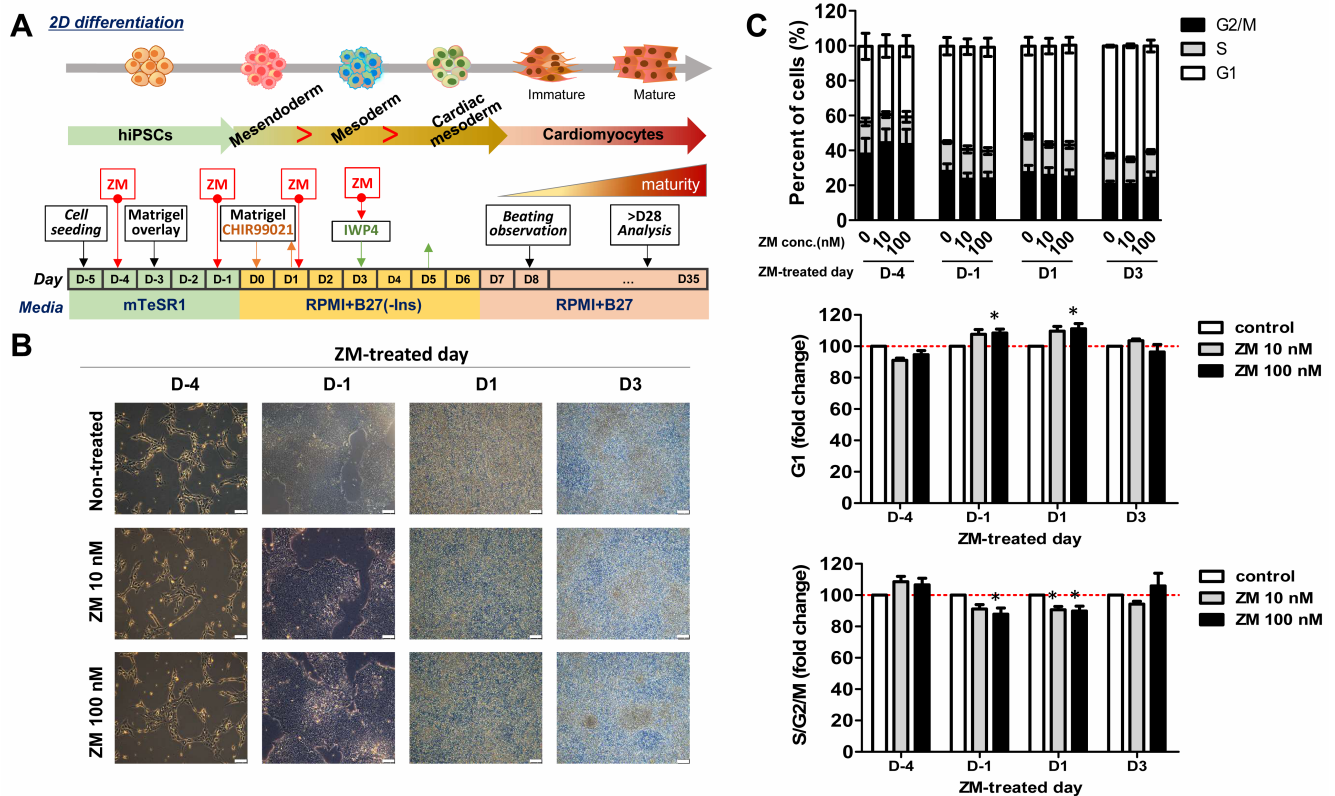 A
2D differentiation
Immature
Mature
hiPSCs
Mesendoderm
>
Mesoderm
>
Cardiac
mesoderm
Cardiomyocytes
ZM
ZM
ZM
ZM
maturity
Cell
seeding
Matrigel
overlay
Matrigel
CHIR99021
IWP4
Beating
observation
>D28
Analysis
Day
D-5 D-4 D-3 D-2 D-1 D0 D1 D2 D3 D4 D5 D6 D7 D8 ... D35
Media
mTeSR1
RPMI+B27(-Ins)
RPMI+B27
B
ZM-treated day
D-4 D-1 D1 D3
Non-treated
ZM 10 nM
ZM 100 nM
C
Percent of cells (%)
120
100
80
60
40
20
0
G2/M
S
G1
ZM conc.(nM)
0 10 100 0 10 100 0 10 100 0 10 100
ZM-treated day
D-4 D-1 D1 D3
G1 (fold change)
120
100
80
60
40
20
0
* *
control
ZM 10 nM
ZM 100 nM
D-4 D-1 D1 D3
ZM-treated day
S/G2/M (fold change)
120
100
80
60
40
20
0
* * *
control
ZM 10 nM
ZM 100 nM
D-4 D-1 D1 D3
ZM-treated day